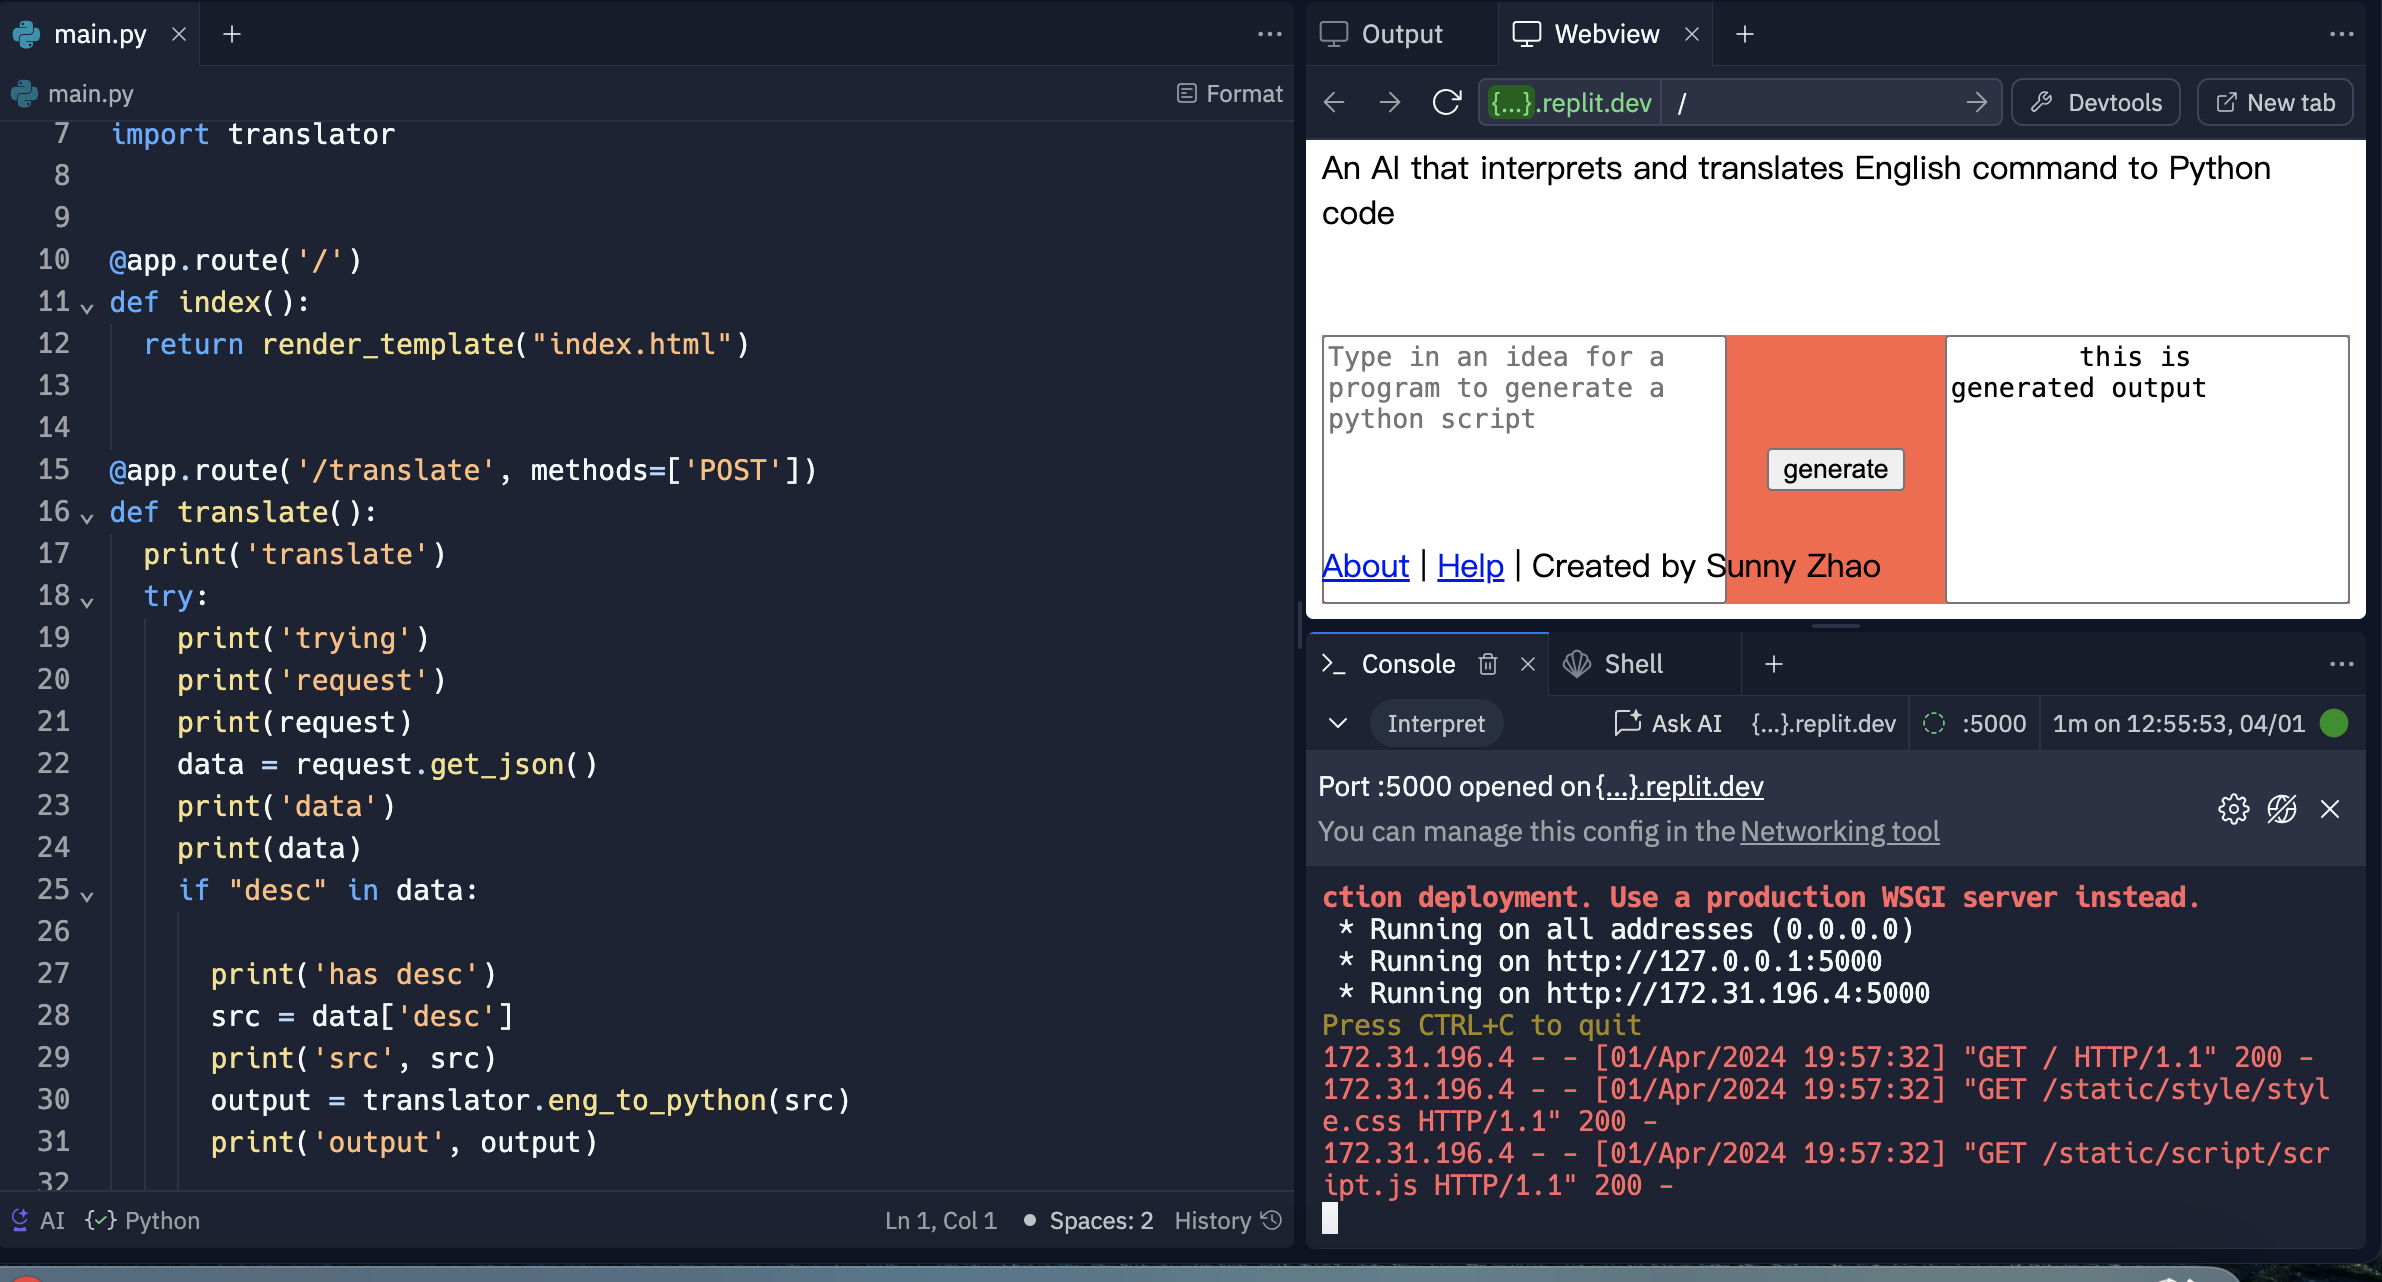 main.py
main.py
Format
7 import translator
8
9
10 @app.route('/')
11 def index():
12 return render_template("index.html")
13
14
15 @app.route('/translate', methods=['POST'])
16 def translate():
17 print('translate')
18 try:
19 print('trying')
20 print('request')
21 print(request)
22 data = request.get_json()
23 print('data')
24 print(data)
25 if "desc" in data:
26
27 print('has desc')
28 src = data['desc']
29 print('src', src)
30 output = translator.eng_to_python(src)
31 print('output', output)
32
AI {✓} Python Ln 1, Col 1 Spaces: 2 History
Output Webview
{...}.replit.dev / Devtools New tab
An AI that interprets and translates English command to Python
code
Type in an idea for a
program to generate a
python script
generate
this is
generated output
About | Help | Created by Sunny Zhao
Console Shell
Interpret Ask AI {...}.replit.dev :5000 1m on 12:55:53, 04/01
Port :5000 opened on {...}.replit.dev
You can manage this config in the Networking tool
ction deployment. Use a production WSGI server instead.
* Running on all addresses (0.0.0.0)
* Running on http://127.0.0.1:5000
* Running on http://172.31.196.4:5000
Press CTRL+C to quit
172.31.196.4 - - [01/Apr/2024 19:57:32] "GET / HTTP/1.1" 200 -
172.31.196.4 - - [01/Apr/2024 19:57:32] "GET /static/style/styl
e.css HTTP/1.1" 200 -
172.31.196.4 - - [01/Apr/2024 19:57:32] "GET /static/script/scr
ipt.js HTTP/1.1" 200 -